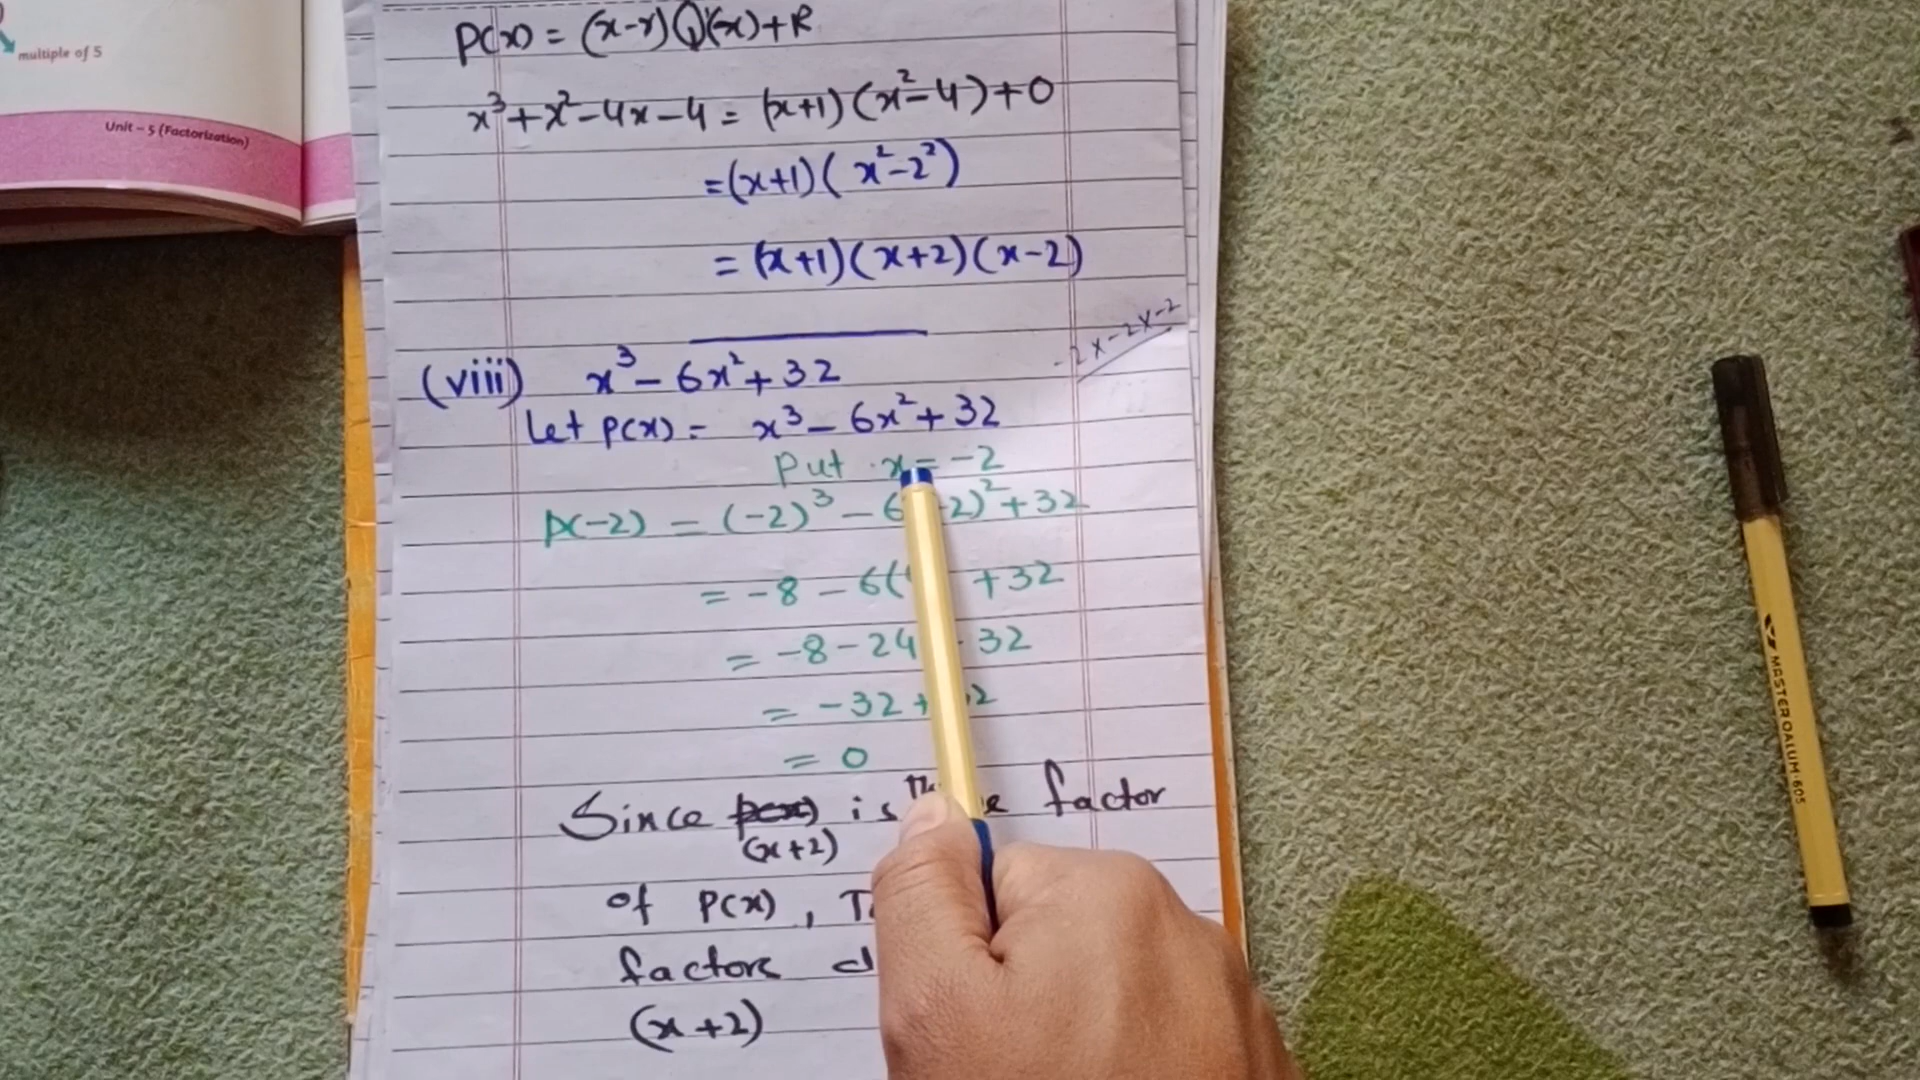 multiple of 5
Unit – 5 (Factorization)
P(x) = (x-r)Q(x)+R
x³+x²-4x-4 = (x+1)(x²-4)+0
=(x+1)(x²-2²)
= (x+1)(x+2)(x-2)
-2x-2x-2
(viii) x³- 6x²+32
Let p(x) = x³- 6x²+32
Put x= -2
p(-2) = (-2)³ - 6 2)²+32
= -8 - 6( +32
= -8-24 32
= -32+ 2
= 0
Since is factor
(x+2)
of P(x) ,
factors
(x+2)
MASTER DALUM 605